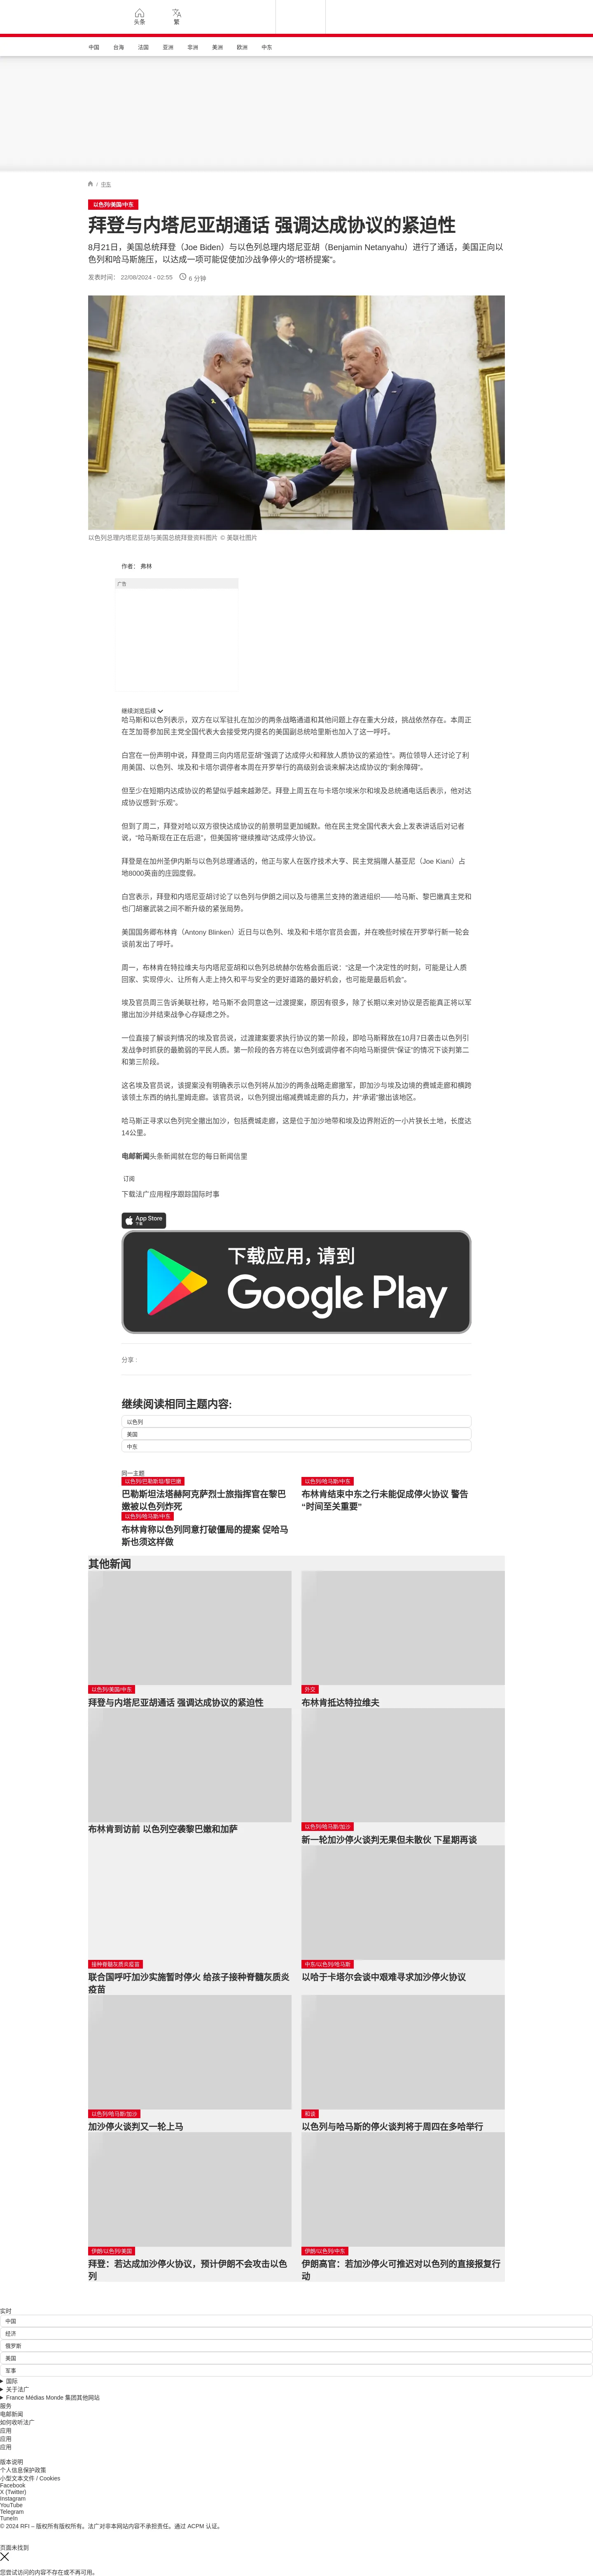 头条
繁
中国 台海 法国 亚洲 非洲 美洲 欧洲 中东
/ 中东
以色列/美国/中东
拜登与内塔尼亚胡通话 强调达成协议的紧迫性
8月21日，美国总统拜登（Joe Biden）与以色列总理内塔尼亚胡（Benjamin Netanyahu）进行了通话，美国正向以
色列和哈马斯施压，以达成一项可能促使加沙战争停火的“塔桥提案”。
发表时间： 22/08/2024 - 02:55 6 分钟
以色列总理内塔尼亚胡与美国总统拜登资料图片 © 美联社图片
作者： 弗林
广告
继续浏览后续
哈马斯和以色列表示，双方在以军驻扎在加沙的两条战略通道和其他问题上存在重大分歧，挑战依然存在。本周正
在芝加哥参加民主党全国代表大会接受党内提名的美国副总统哈里斯也加入了这一呼吁。
白宫在一份声明中说，拜登周三向内塔尼亚胡“强调了达成停火和释放人质协议的紧迫性”。两位领导人还讨论了利
用美国、以色列、埃及和卡塔尔调停者本周在开罗举行的高级别会谈来解决达成协议的“剩余障碍”。
但至少在短期内达成协议的希望似乎越来越渺茫。拜登上周五在与卡塔尔埃米尔和埃及总统通电话后表示，他对达
成协议感到“乐观”。
但到了周二，拜登对哈以双方很快达成协议的前景明显更加缄默。他在民主党全国代表大会上发表讲话后对记者
说，“哈马斯现在正在后退”，但美国将“继续推动”达成停火协议。
拜登是在加州圣伊内斯与以色列总理通话的，他正与家人在医疗技术大亨、民主党捐赠人基亚尼（Joe Kiani）占
地8000英亩的庄园度假。
白宫表示，拜登和内塔尼亚胡讨论了以色列与伊朗之间以及与德黑兰支持的激进组织——哈马斯、黎巴嫩真主党和
也门胡塞武装之间不断升级的紧张局势。
美国国务卿布林肯（Antony Blinken）近日与以色列、埃及和卡塔尔官员会面，并在晚些时候在开罗举行新一轮会
谈前发出了呼吁。
周一，布林肯在特拉维夫与内塔尼亚胡和以色列总统赫尔佐格会面后说：“这是一个决定性的时刻，可能是让人质
回家、实现停火、让所有人走上持久和平与安全的更好道路的最好机会，也可能是最后机会”。
埃及官员周三告诉美联社称，哈马斯不会同意这一过渡提案，原因有很多，除了长期以来对协议是否能真正将以军
撤出加沙并结束战争心存疑虑之外。
一位直接了解谈判情况的埃及官员说，过渡建案要求执行协议的第一阶段，即哈马斯释放在10月7日袭击以色列引
发战争时抓获的最脆弱的平民人质。第一阶段的各方将在以色列或调停者不向哈马斯提供“保证”的情况下谈判第二
和第三阶段。
这名埃及官员说，该提案没有明确表示以色列将从加沙的两条战略走廊撤军，即加沙与埃及边境的费城走廊和横跨
该领土东西的纳扎里姆走廊。该官员说，以色列提出缩减费城走廊的兵力，并“承诺”撤出该地区。
哈马斯正寻求以色列完全撤出加沙，包括费城走廊，这是位于加沙地带和埃及边界附近的一小片狭长土地，长度达
14公里。
电邮新闻头条新闻就在您的每日新闻信里
订阅
下载法广应用程序跟踪国际时事
App Store
下载
下载应用，请到
Google Play
分享 :
继续阅读相同主题内容:
以色列
美国
中东
同一主题
以色列/巴勒斯坦/黎巴嫩
巴勒斯坦法塔赫阿克萨烈士旅指挥官在黎巴
嫩被以色列炸死
以色列/哈马斯/中东
布林肯结束中东之行未能促成停火协议 警告
“时间至关重要”
以色列/哈马斯/中东
布林肯称以色列同意打破僵局的提案 促哈马
斯也须这样做
其他新闻
以色列/美国/中东
拜登与内塔尼亚胡通话 强调达成协议的紧迫性
外交
布林肯抵达特拉维夫
布林肯到访前 以色列空袭黎巴嫩和加萨
以色列/哈马斯/加沙
新一轮加沙停火谈判无果但未散伙 下星期再谈
接种脊髓灰质炎疫苗
联合国呼吁加沙实施暂时停火 给孩子接种脊髓灰质炎
疫苗
中东/以色列/哈马斯
以哈于卡塔尔会谈中艰难寻求加沙停火协议
以色列/哈马斯/加沙
加沙停火谈判又一轮上马
和谈
以色列与哈马斯的停火谈判将于周四在多哈举行
伊朗/以色列/美国
拜登：若达成加沙停火协议，预计伊朗不会攻击以色
列
伊朗/以色列/中东
伊朗高官：若加沙停火可推迟对以色列的直接报复行
动
实时
中国
经济
俄罗斯
美国
军事
国际
关于法广
France Médias Monde 集团其他网站
服务
电邮新闻
如何收听法广
应用
应用
应用
版本说明
个人信息保护政策
小型文本文件 / Cookies
Facebook
X (Twitter)
Instagram
YouTube
Telegram
TuneIn
© 2024 RFI – 版权所有版权所有。法广对非本网站内容不承担责任。通过 ACPM 认证。
页面未找到
您尝试访问的内容不存在或不再可用。